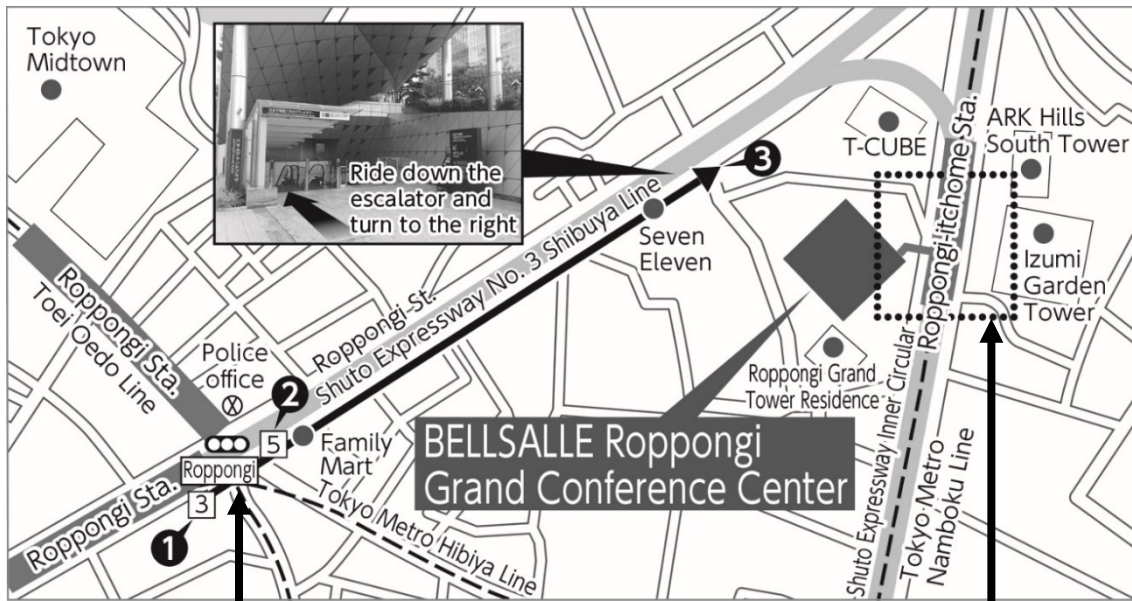 Tokyo
Midtown
Ride down the
escalator and
turn to the right
3
T-CUBE
ARK Hills
South Tower
Roppongi-itchome Sta.
Seven
Eleven
Izumi
Garden
Tower
Roppongi Sta.
Toei Oedo Line
Roppongi St.
Shuto Expressway No. 3 Shibuya Line
Police
office
2
5
Family
Mart
Roppongi
Roppongi Sta.
3
1
Tokyo Metro Hibiya Line
Roppongi Grand
Tower Residence
BELLSALLE Roppongi
Grand Conference Center
Shuto Expressway Inner Circular
Tokyo Metro
Namboku Line